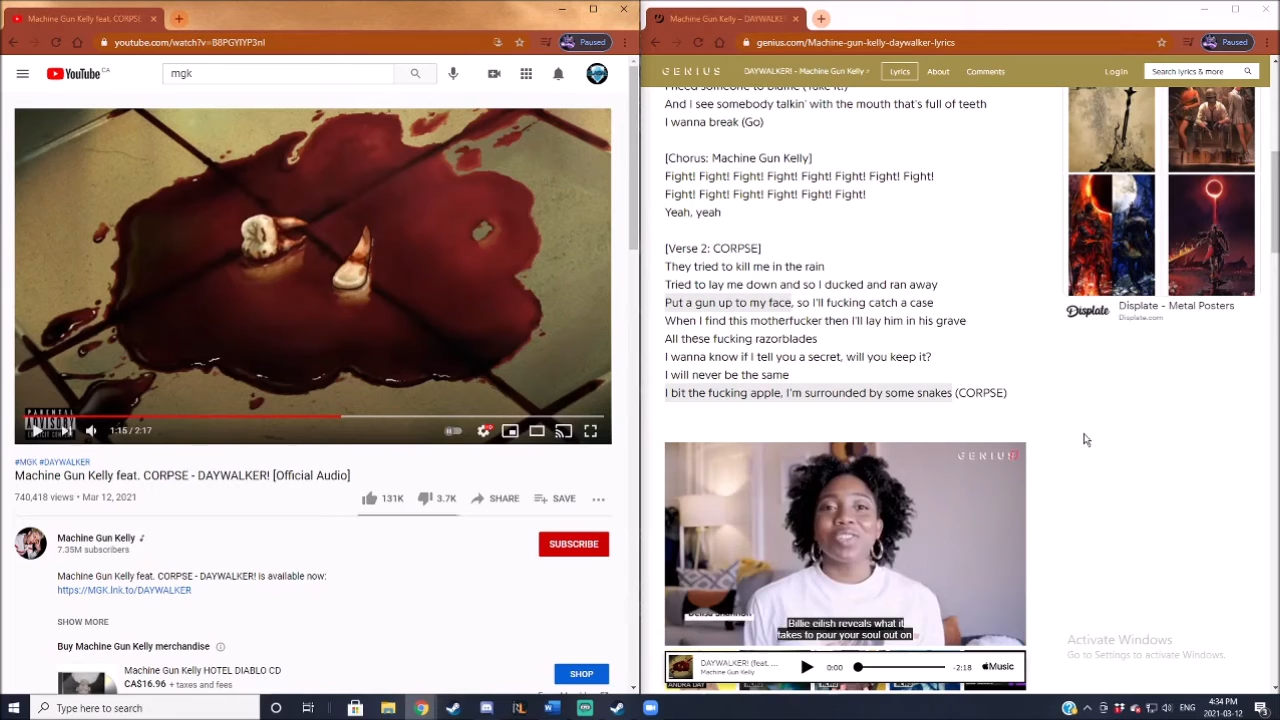 Machine Gun Kelly feat. CORPSE
youtube.com/watch?v=B8PGYIYP3nI
Paused
YouTube CA
mgk
PARENTAL
ADVISORY
1:15 / 2:17
#MGK #DAYWALKER
Machine Gun Kelly feat. CORPSE - DAYWALKER! [Official Audio]
740,418 views • Mar 12, 2021
131K
3.7K
SHARE
SAVE
Machine Gun Kelly
7.35M subscribers
SUBSCRIBE
Machine Gun Kelly feat. CORPSE - DAYWALKER! is available now:
https://MGK.lnk.to/DAYWALKER
SHOW MORE
Buy Machine Gun Kelly merchandise
Machine Gun Kelly HOTEL DIABLO CD
CA$16.96 + taxes and fees
SHOP
Machine Gun Kelly – DAYWALKE
genius.com/Machine-gun-kelly-daywalker-lyrics
Paused
GENIUS
DAYWALKER! - Machine Gun Kelly
Lyrics
About
Comments
Login
Search lyrics & more
And I see somebody talkin' with the mouth that's full of teeth
I wanna break (Go)
[Chorus: Machine Gun Kelly]
Fight! Fight! Fight! Fight! Fight! Fight! Fight! Fight!
Fight! Fight! Fight! Fight! Fight! Fight!
Yeah, yeah
[Verse 2: CORPSE]
They tried to kill me in the rain
Tried to lay me down and so I ducked and ran away
Put a gun up to my face, so I'll fucking catch a case
When I find this motherfucker then I'll lay him in his grave
All these fucking razorblades
I wanna know if I tell you a secret, will you keep it?
I will never be the same
I bit the fucking apple, I'm surrounded by some snakes (CORPSE)
Displate
Displate - Metal Posters
Displate.com
GENIUS
Billie eilish reveals what it
takes to pour your soul out on
DAYWALKER! (feat. ...
Machine Gun Kelly
0:00
-2:18
Music
ANDRA DAY
Activate Windows
Go to Settings to activate Windows.
Type here to search
ENG
4:34 PM
2021-03-12